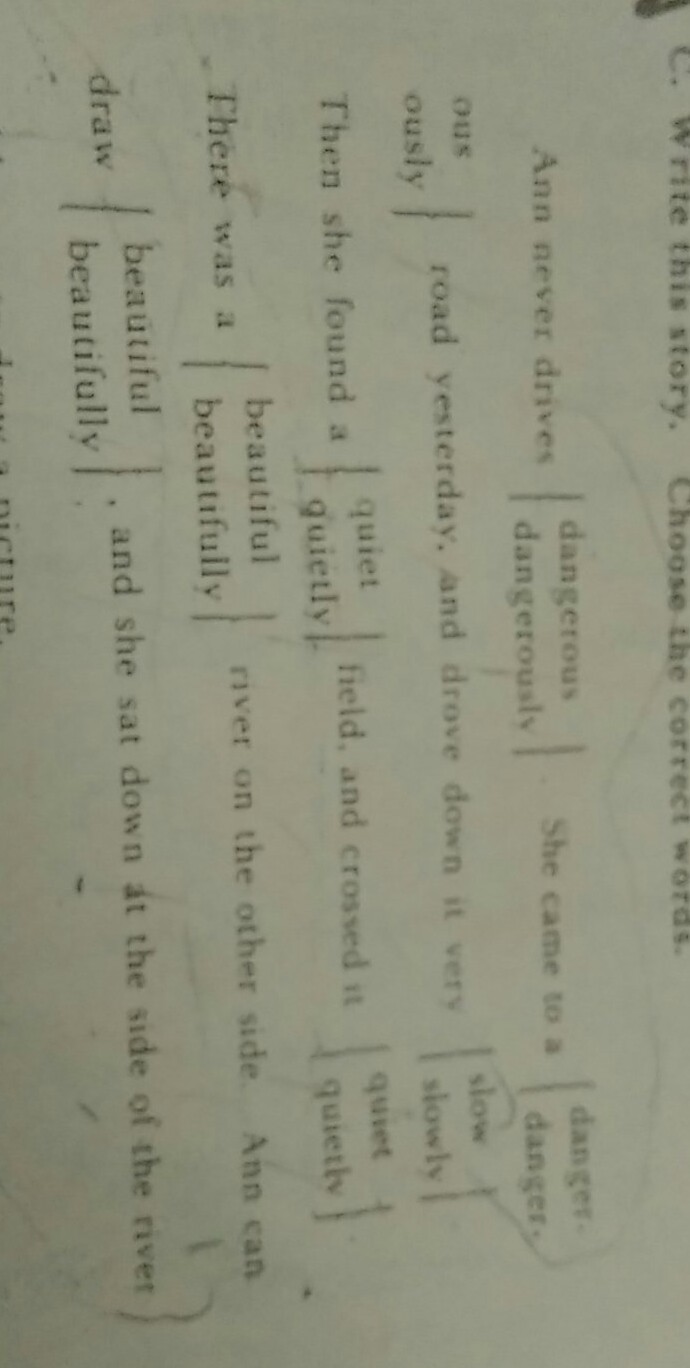 C. Write this story. Choose the correct words.
Ann never drives { dangerous
dangerously } . She came to a { danger-
danger-
ous
ously } road yesterday, and drove down it very { slow
slowly }
Then she found a { quiet
quietly } field, and crossed it { quiet
quietly } .
There was a { beautiful
beautifully } river on the other side. Ann can
draw { beautiful
beautifully } , and she sat down at the side of the river
draw a picture.